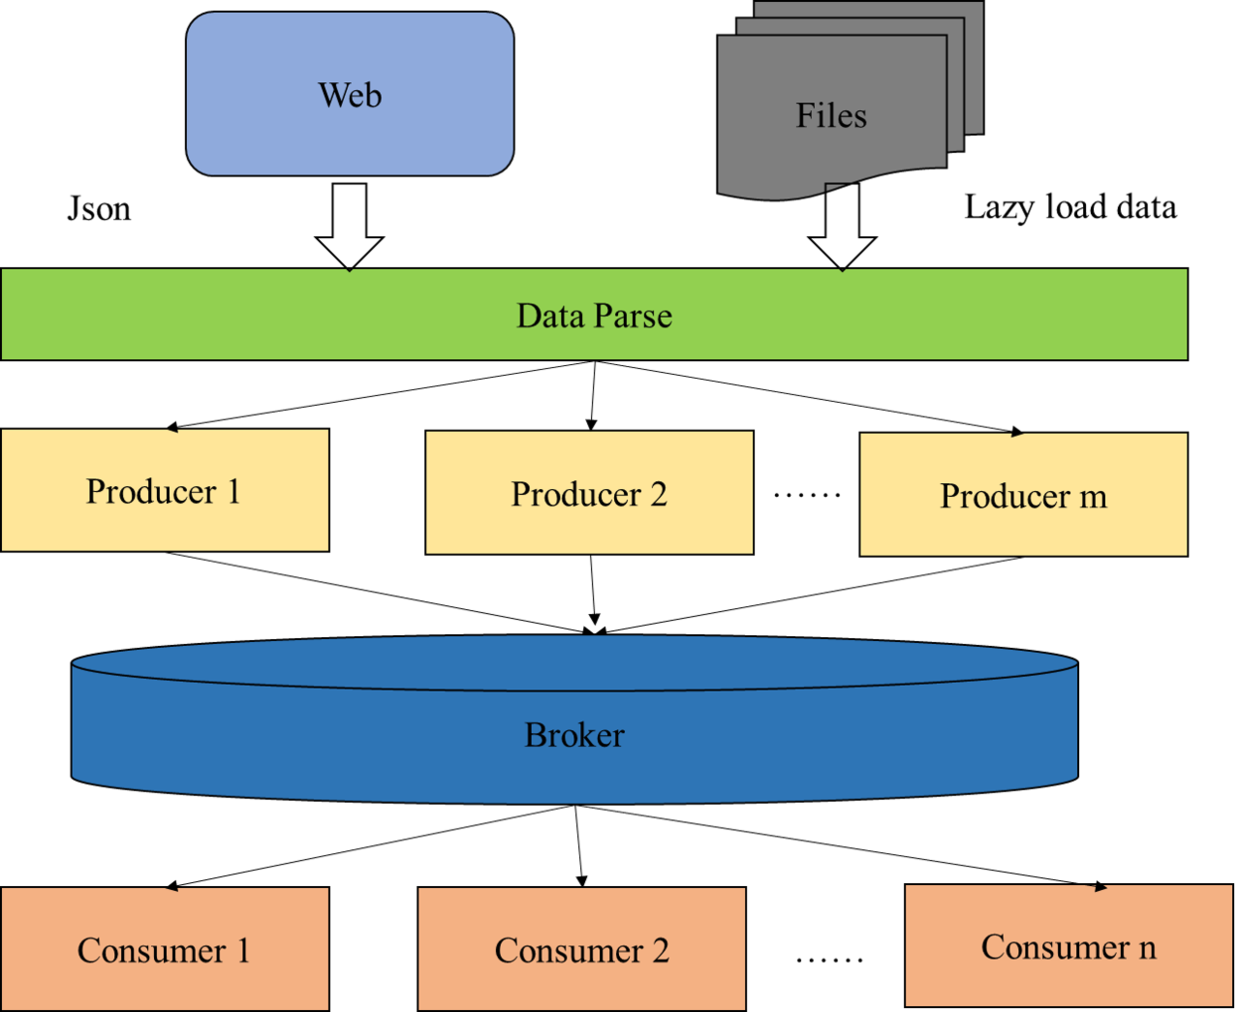 Web
Files
Json
Lazy load data
Data Parse
Producer 1
Producer 2
......
Producer m
Broker
Consumer 1
Consumer 2
......
Consumer n